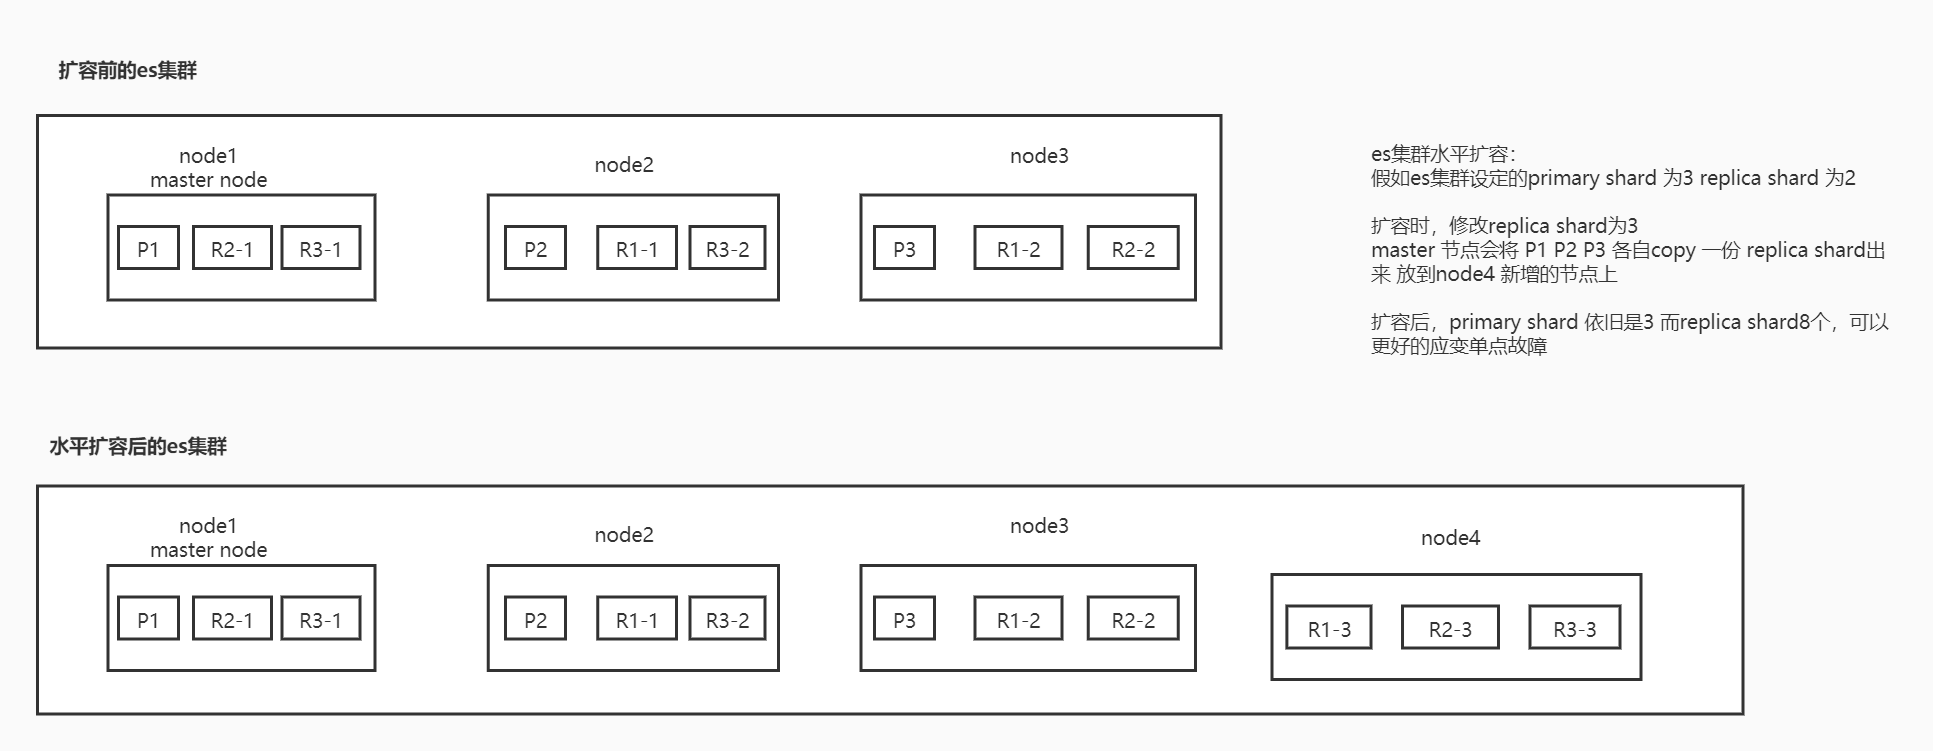 扩容前的es集群
node1
master node
node2
node3
P1
R2-1
R3-1
P2
R1-1
R3-2
P3
R1-2
R2-2
es集群水平扩容：
假如es集群设定的primary shard 为3 replica shard 为2
扩容时，修改replica shard为3
master 节点会将 P1 P2 P3 各自copy 一份 replica shard出
来 放到node4 新增的节点上
扩容后，primary shard 依旧是3 而replica shard8个，可以
更好的应变单点故障
水平扩容后的es集群
node1
master node
node2
node3
node4
P1
R2-1
R3-1
P2
R1-1
R3-2
P3
R1-2
R2-2
R1-3
R2-3
R3-3